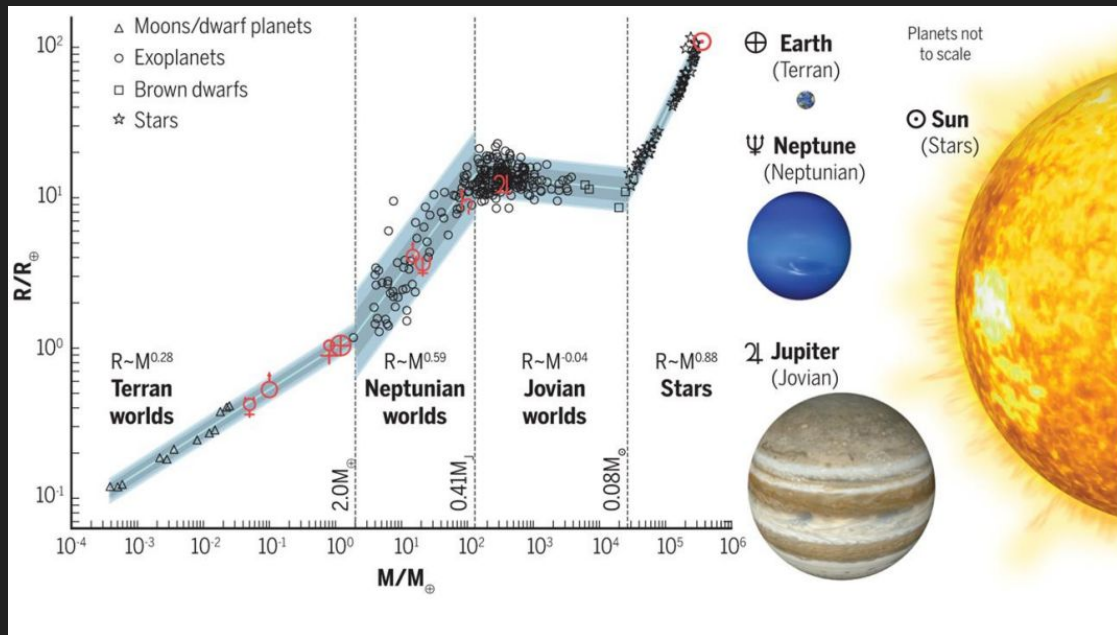 △ Moons/dwarf planets
○ Exoplanets
□ Brown dwarfs
☆ Stars
R/R⊕
10²
10¹
10⁰
10⁻¹
R~M⁰·²⁸
Terran
worlds
R~M⁰·⁵⁹
Neptunian
worlds
R~M⁻⁰·⁰⁴
Jovian
worlds
R~M⁰·⁸⁸
Stars
2.0M⊕
0.41M♃
0.08M☉
10⁻⁴ 10⁻³ 10⁻² 10⁻¹ 10⁰ 10¹ 10² 10³ 10⁴ 10⁵ 10⁶
M/M⊕
⊕ Earth
(Terran)
♆ Neptune
(Neptunian)
♃ Jupiter
(Jovian)
Planets not
to scale
☉ Sun
(Stars)